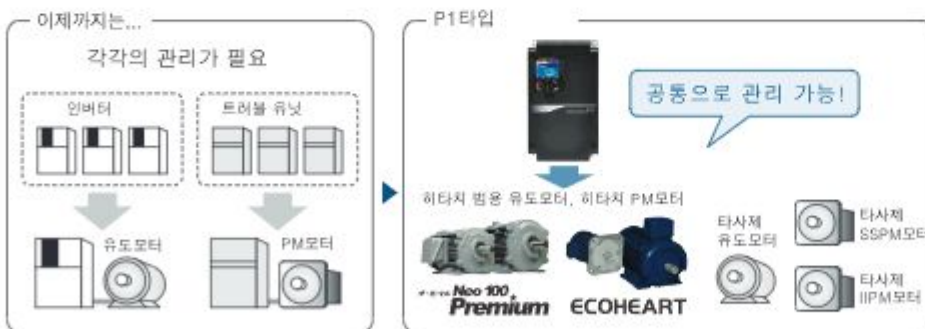 이제까지는...
각각의 관리가 필요
인버터
트러블 유닛
유도모터
PM모터
P1타입
공통으로 관리 가능!
히타치 범용 유도모터, 히타치 PM모터
Neo 100
Premium
ECOHEART
타사제
유도모터
타사제
SSPM모터
타사제
IIPM모터